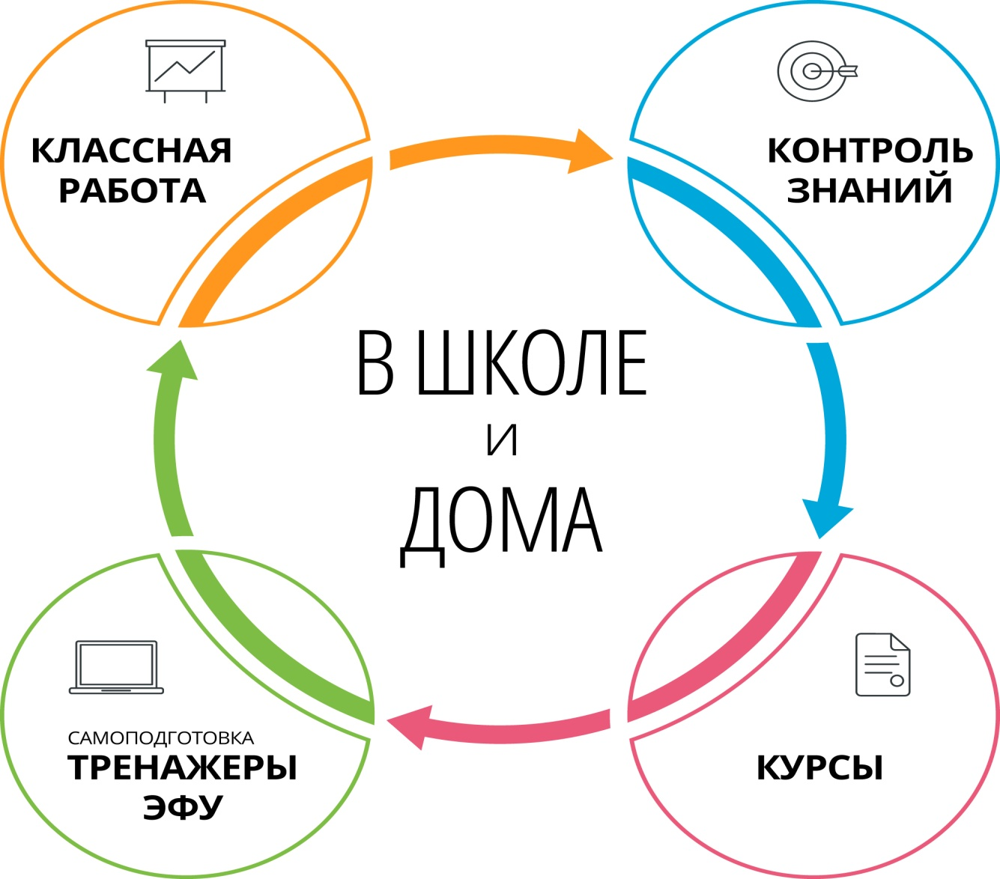 КЛАССНАЯ
РАБОТА
КОНТРОЛЬ
ЗНАНИЙ
В ШКОЛЕ
И
ДОМА
САМОПОДГОТОВКА
ТРЕНАЖЕРЫ
ЭФУ
КУРСЫ